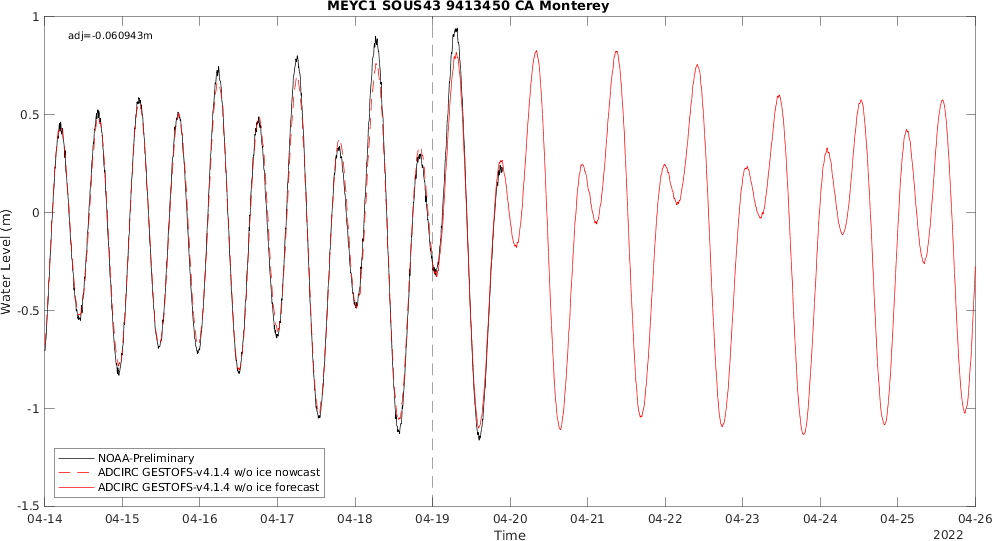 MEYC1 SOUS43 9413450 CA Monterey
adj=-0.060943m
1
0.5
0
-0.5
-1
-1.5
Water Level (m)
NOAA-Preliminary
ADCIRC GESTOFS-v4.1.4 w/o ice nowcast
ADCIRC GESTOFS-v4.1.4 w/o ice forecast
04-14 04-15 04-16 04-17 04-18 04-19 04-20 04-21 04-22 04-23 04-24 04-25 04-26
Time
2022